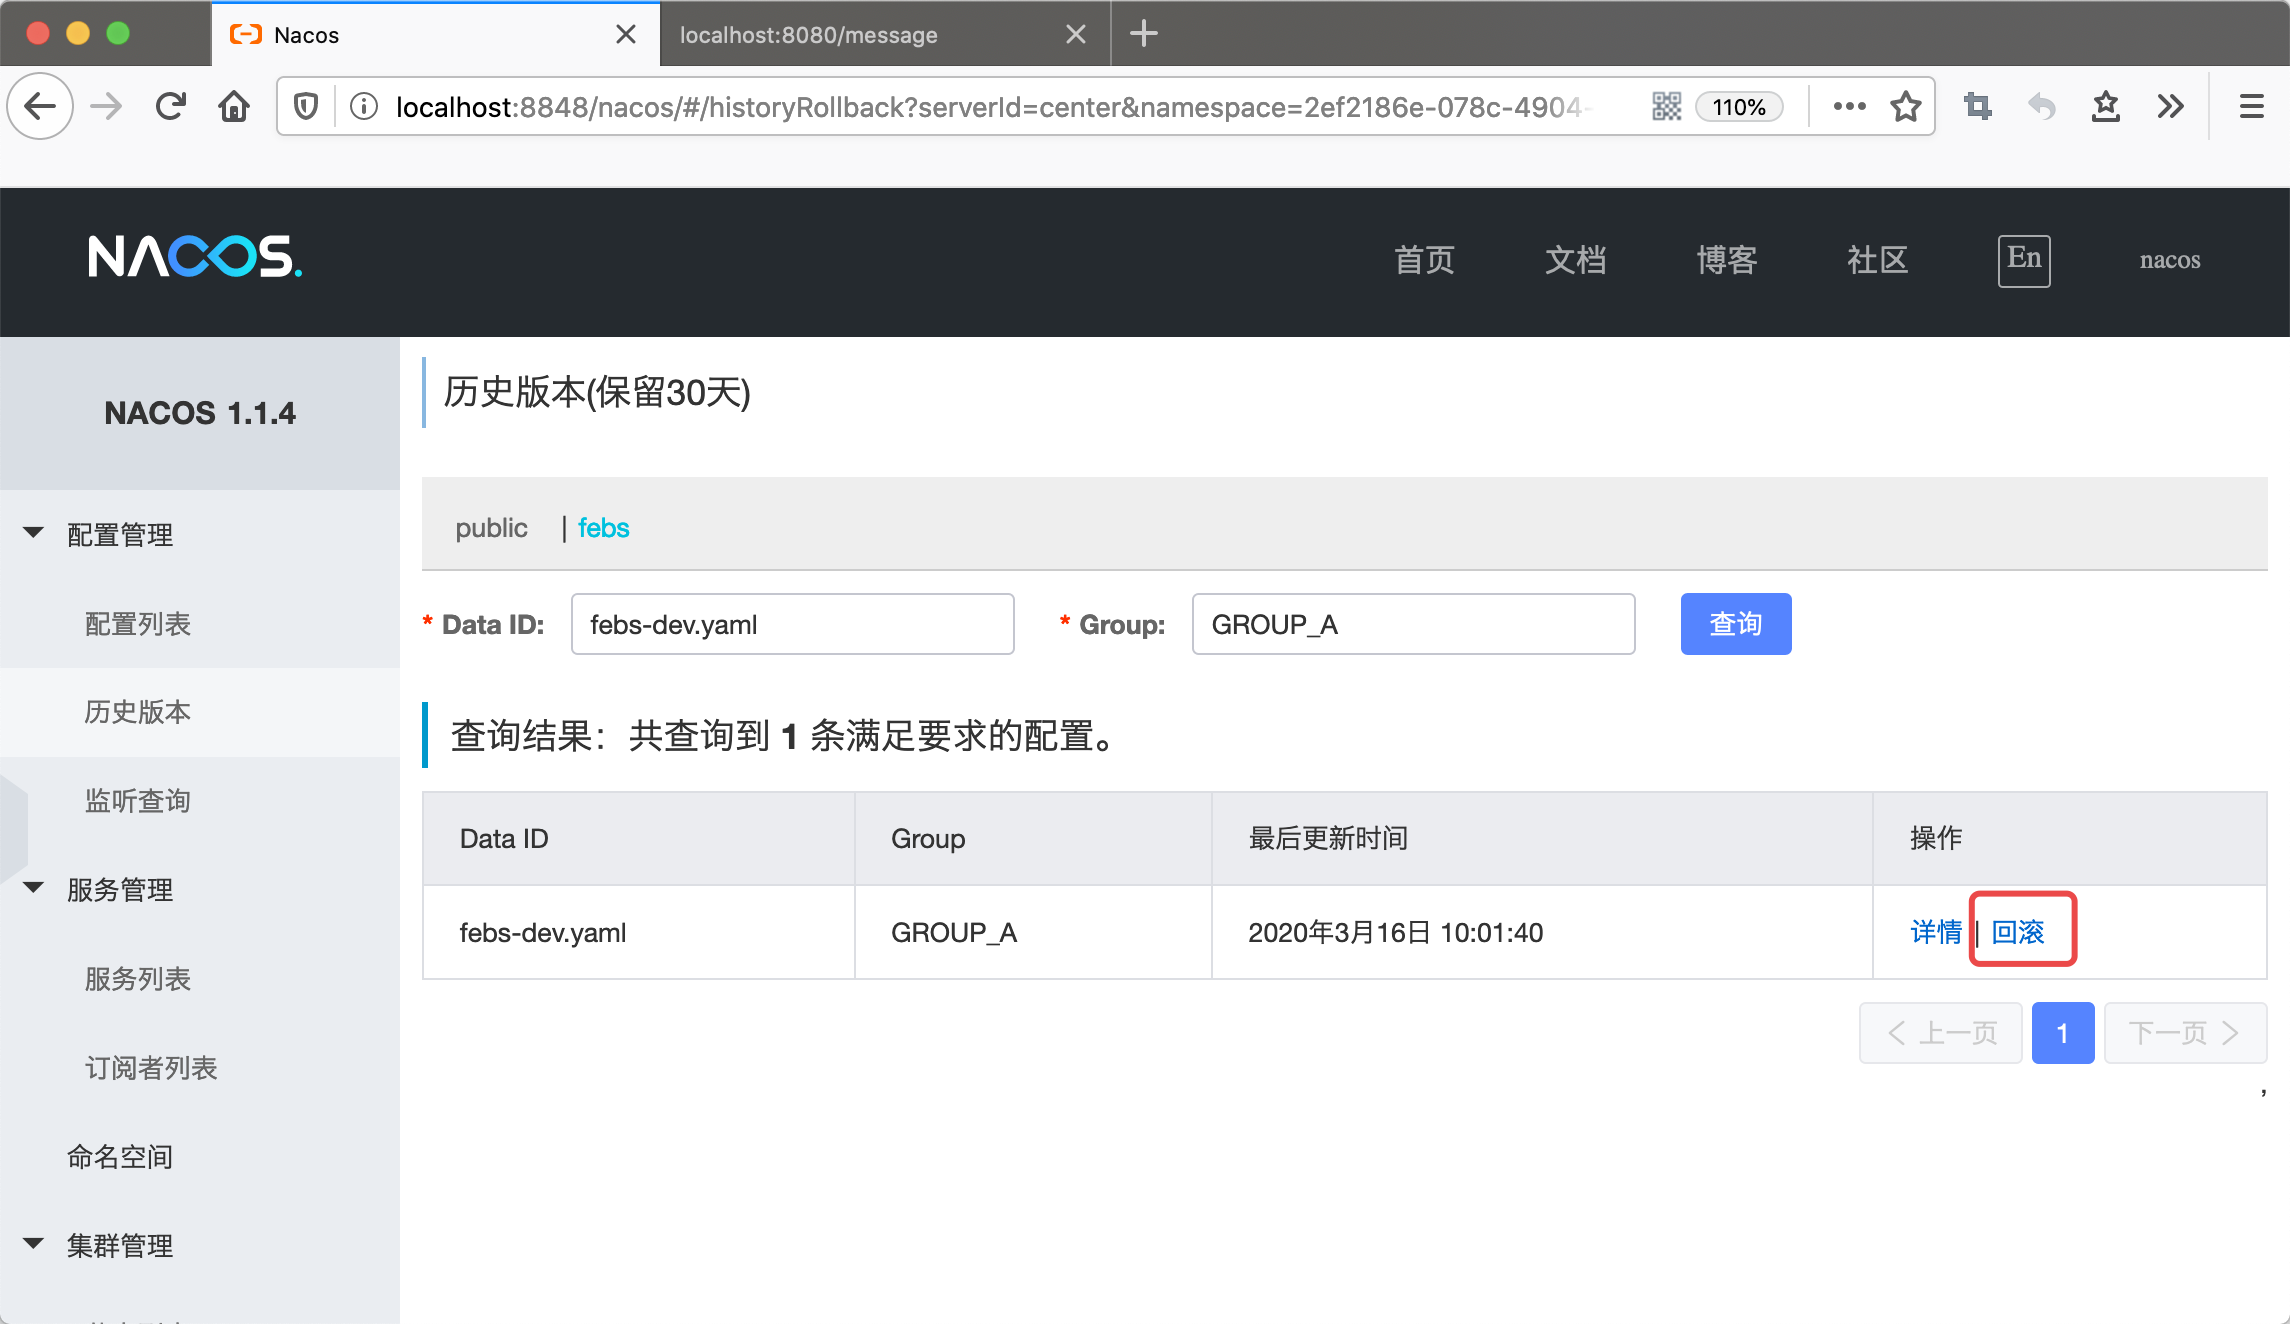 Nacos
localhost:8080/message
localhost:8848/nacos/#/historyRollback?serverId=center&namespace=2ef2186e-078c-4904-
110%
NACOS.
首页 文档 博客 社区 En nacos
NACOS 1.1.4
配置管理
配置列表
历史版本
监听查询
服务管理
服务列表
订阅者列表
命名空间
集群管理
历史版本(保留30天)
public | febs
* Data ID: febs-dev.yaml * Group: GROUP_A 查询
查询结果：共查询到 1 条满足要求的配置。
Data ID Group 最后更新时间 操作
febs-dev.yaml GROUP_A 2020年3月16日 10:01:40 详情 | 回滚
上一页 1 下一页
,